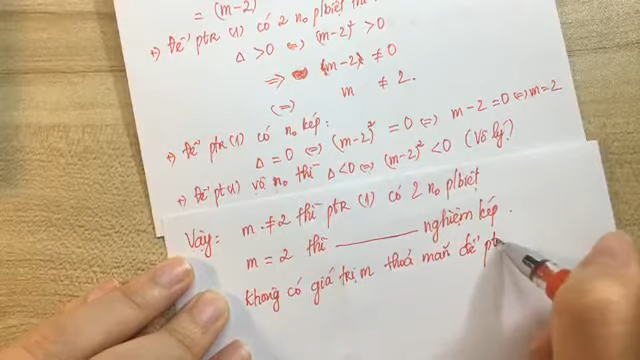 = (m-2)
→ Để ptr (1) có 2 no p/biệt thì
Δ >0 ⇔ (m-2)² >0
⇒ (m-2) ≠ 0
⇔ m ≠ 2.
→ Để ptr (1) có no kép:
Δ = 0 ⇔ (m-2)² = 0 ⇔ m-2=0 ⇔ m=2
→ Để pt (1) vô no thì Δ<0 ⇔ (m-2)² <0 (Vô lý)
Vậy: m ≠ 2 thì ptr (1) có 2 no p/biệt
m = 2 thì ________ nghiệm kép.
không có giá trị m thoả mãn để pt